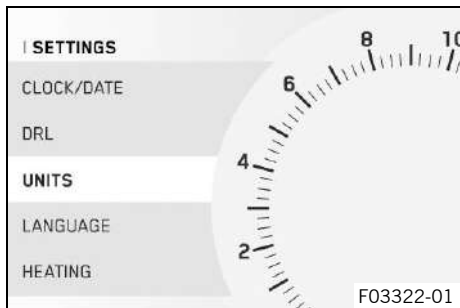 SETTINGS
CLOCK/DATE
DRL
UNITS
LANGUAGE
HEATING
2
4
6
8
10
F03322-01